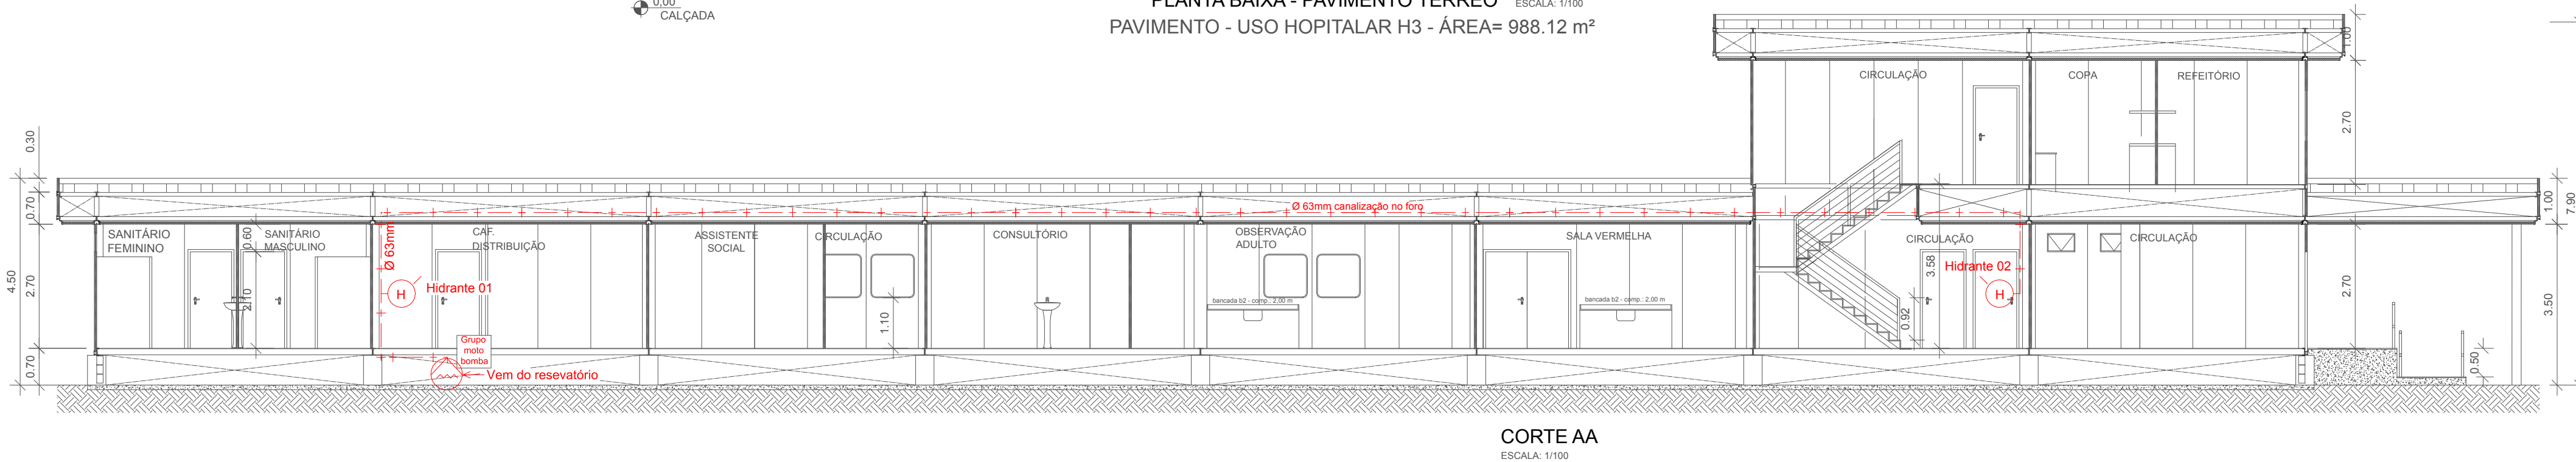 0,00
CALÇADA
PLANTA BAIXA - PAVIMENTO TÉRREO ESCALA: 1/100
PAVIMENTO - USO HOPITALAR H3 - ÁREA= 988.12 m²
1.00
CIRCULAÇÃO
COPA
REFEITÓRIO
2.70
0.30
0.70
4.50
2.70
0.70
SANITÁRIO
FEMININO
0.60
SANITÁRIO
MASCULINO
2.10
Ø 63mm
CAF.
DISTRIBUIÇÃO
H
Hidrante 01
Grupo
moto
bomba
Vem do resevatório
ASSISTENTE
SOCIAL
CIRCULAÇÃO
1.10
CONSULTÓRIO
OBSERVAÇÃO
ADULTO
bancada b2 - comp.: 2,00 m
Ø 63mm canalização no foro
SALA VERMELHA
bancada b2 - comp.: 2,00 m
0.92
3.58
CIRCULAÇÃO
Hidrante 02
H
CIRCULAÇÃO
2.70
0.50
1.00
7.90
3.50
CORTE AA
ESCALA: 1/100